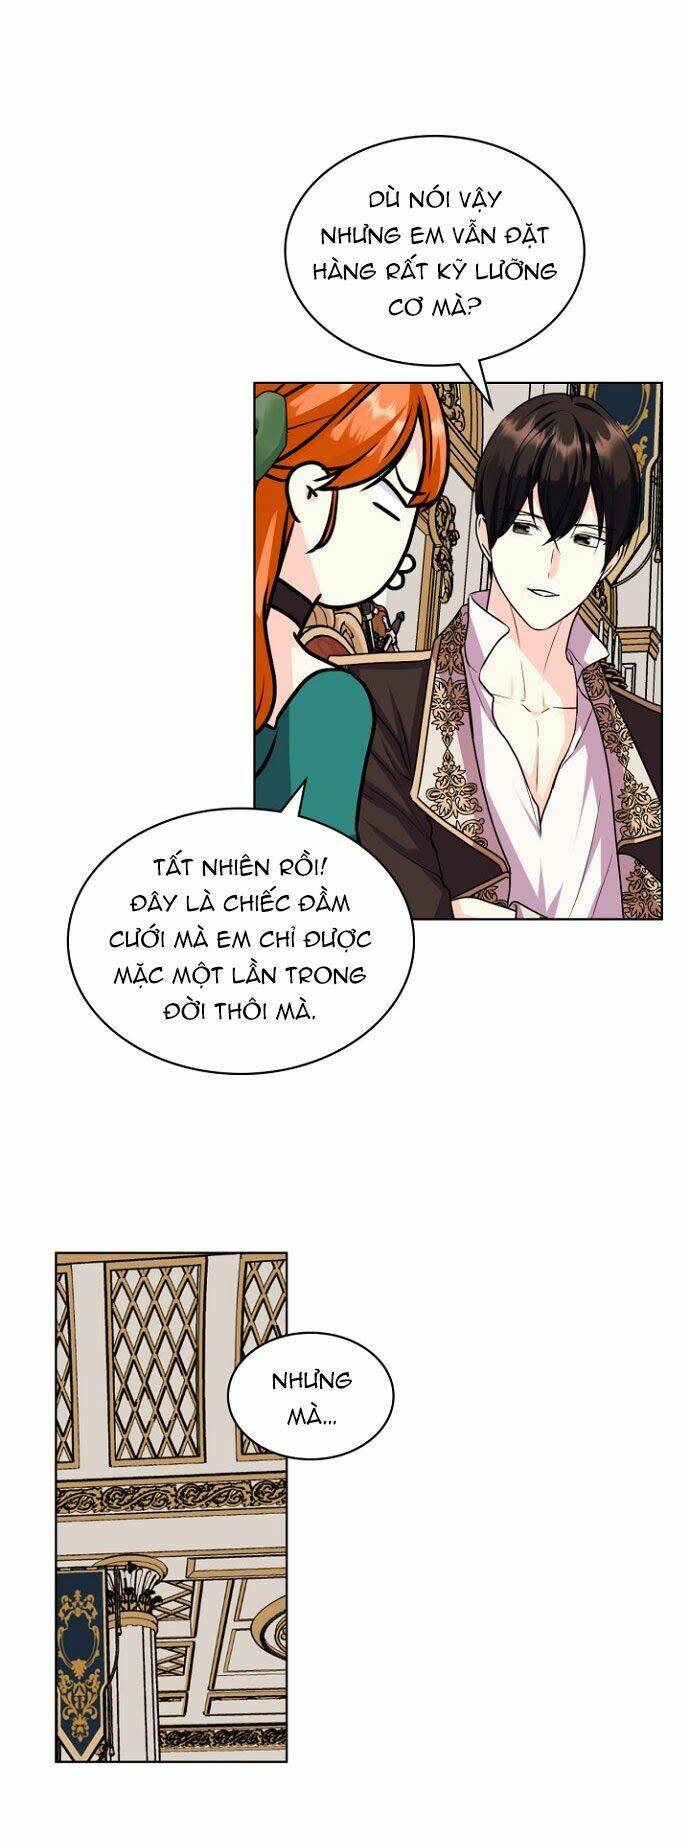 DÙ NÓI VẬY
NHƯNG EM VẪN ĐẶT
HÀNG RẤT KỸ LƯỠNG
CƠ MÀ?
TẤT NHIÊN RỒI!
ĐÂY LÀ CHIẾC ĐẦM
CƯỚI MÀ EM CHỈ ĐƯỢC
MẶC MỘT LẦN TRONG
ĐỜI THÔI MÀ.
NHƯNG
MÀ...